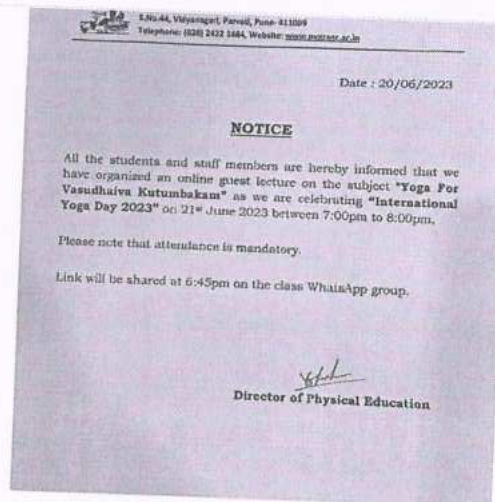 S.No.44, Vidyanagari, Parvati, Pune- 411009
Telephone: (020) 2422 1684, Website:
Date : 20/06/2023
NOTICE
All the students and staff members are hereby informed that we
have organized an online guest lecture on the subject "Yoga For
Vasudhaiva Kutumbakam" as we are celebrating "International
Yoga Day 2023" on 21st June 2023 between 7:00pm to 8:00pm.
Please note that attendance is mandatory.
Link will be shared at 6:45pm on the class WhatsApp group.
Director of Physical Education